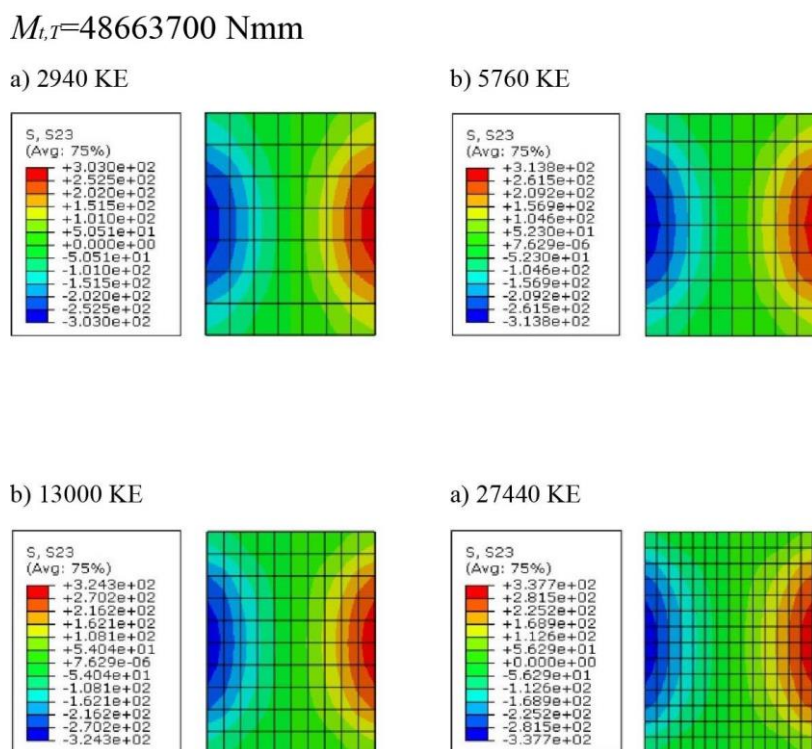 Mt,T=48663700 Nmm
a) 2940 KE
b) 5760 KE
S, S23
(Avg: 75%)
+3.030e+02
+2.525e+02
+2.020e+02
+1.515e+02
+1.010e+02
+5.051e+01
+0.000e+00
-5.051e+01
-1.010e+02
-1.515e+02
-2.020e+02
-2.525e+02
-3.030e+02
S, S23
(Avg: 75%)
+3.138e+02
+2.615e+02
+2.092e+02
+1.569e+02
+1.046e+02
+5.230e+01
+7.629e-06
-5.230e+01
-1.046e+02
-1.569e+02
-2.092e+02
-2.615e+02
-3.138e+02
b) 13000 KE
a) 27440 KE
S, S23
(Avg: 75%)
+3.243e+02
+2.702e+02
+2.162e+02
+1.621e+02
+1.081e+02
+5.404e+01
+7.629e-06
-5.404e+01
-1.081e+02
-1.621e+02
-2.162e+02
-2.702e+02
-3.243e+02
S, S23
(Avg: 75%)
+3.377e+02
+2.815e+02
+2.252e+02
+1.689e+02
+1.126e+02
+5.629e+01
+0.000e+00
-5.629e+01
-1.126e+02
-1.689e+02
-2.252e+02
-2.815e+02
-3.377e+02